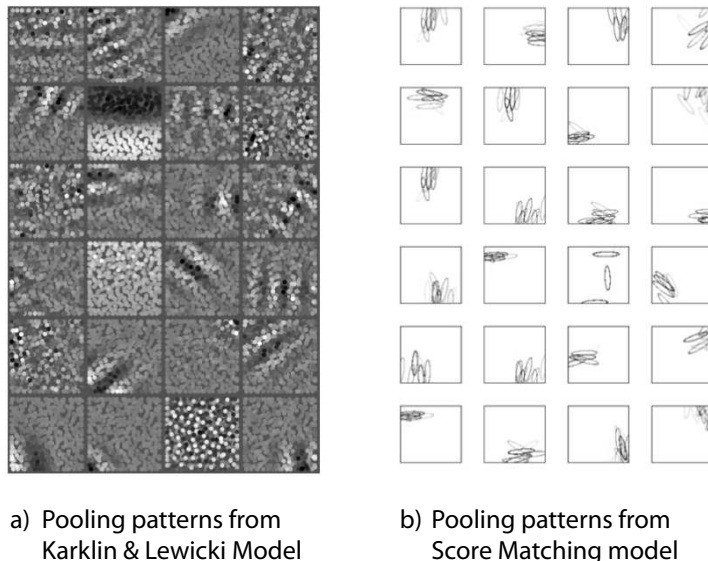 a) Pooling patterns from
Karklin & Lewicki Model
b) Pooling patterns from
Score Matching model